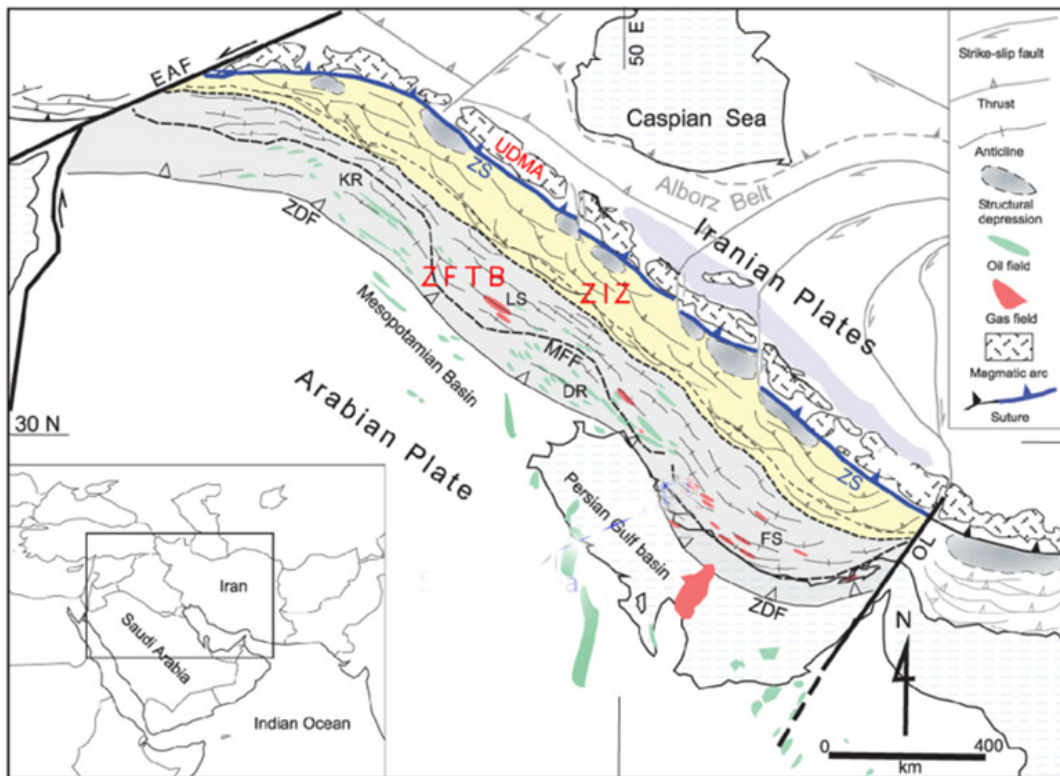 50 E
EAF
Caspian Sea
UDMA
ZS
Alborz Belt
KR
ZDF
Iranian Plates
ZFTB
LS
ZIZ
Mesopotamian Basin
MFF
DR
Arabian Plate
30 N
ZS
Persian Gulf basin
FS
OL
ZDF
N
0
400
km
Strike-slip fault
Thrust
Anticline
Structural
depression
Oil field
Gas field
Magmatic arc
Suture
Iran
Saudi Arabia
Indian Ocean